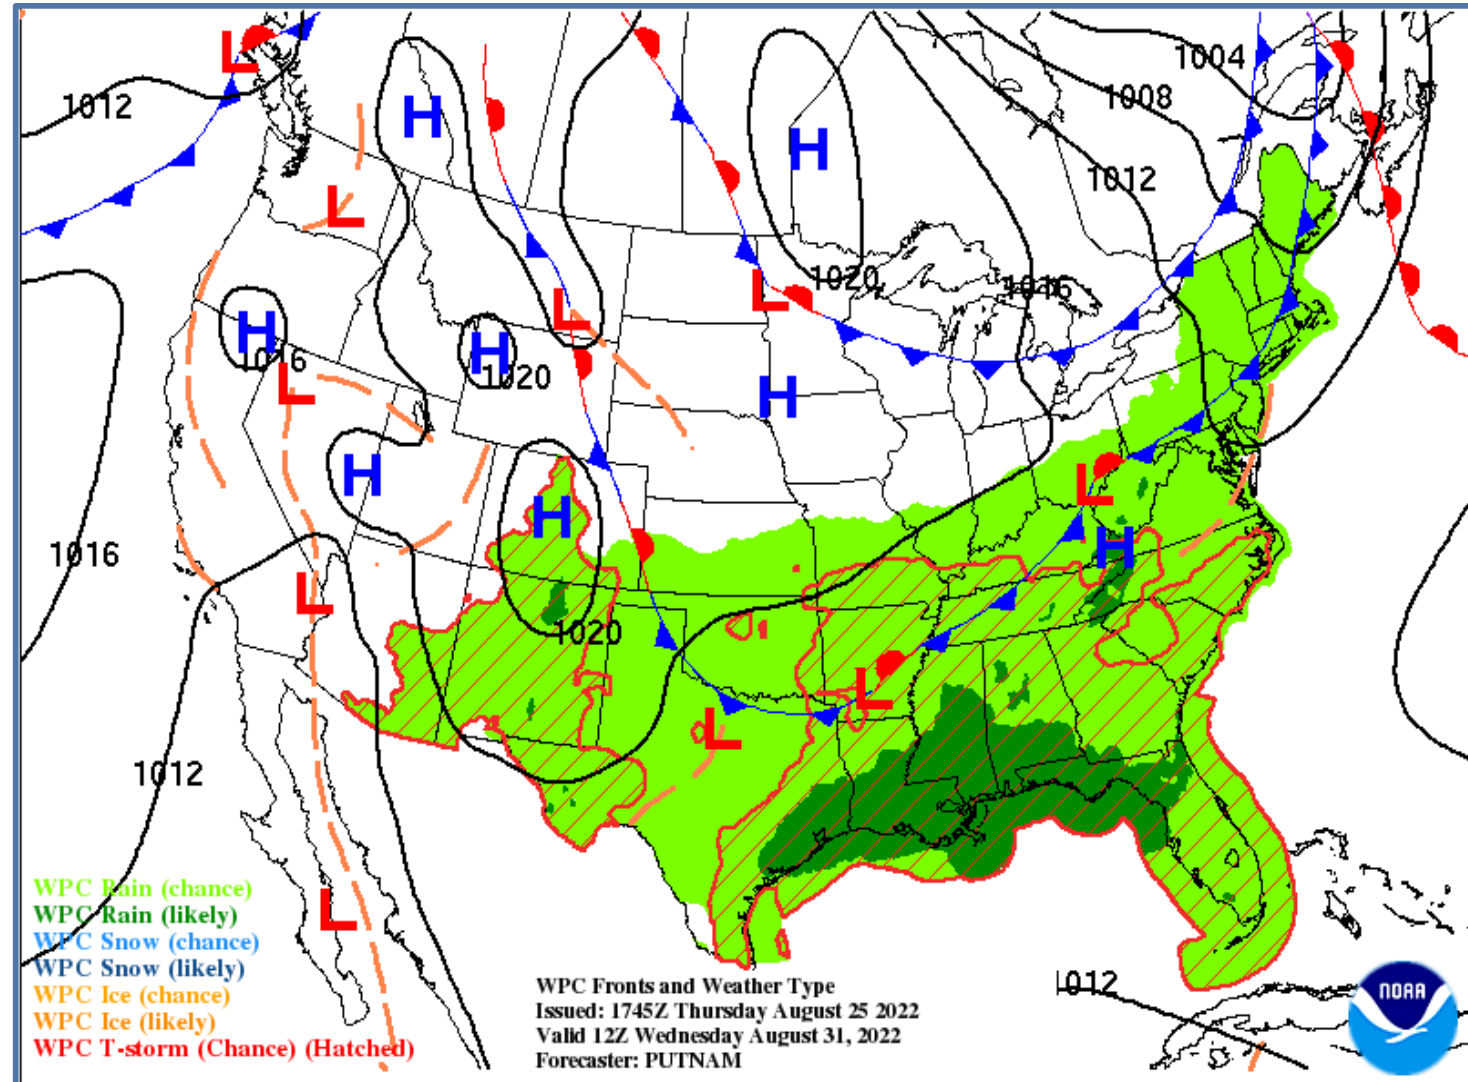 L
1004
H
1008
1012
H
1012
L
L
1020
1016
H
1016
L
H
1020
L
H
H
L
H
1016
H
L
1020
L
L
1012
L
WPC Rain (chance)
WPC Rain (likely)
WPC Snow (chance)
WPC Snow (likely)
WPC Ice (chance)
WPC Ice (likely)
WPC T-storm (Chance) (Hatched)
WPC Fronts and Weather Type
Issued: 1745Z Thursday August 25 2022
Valid 12Z Wednesday August 31, 2022
Forecaster: PUTNAM
1012
NOAA